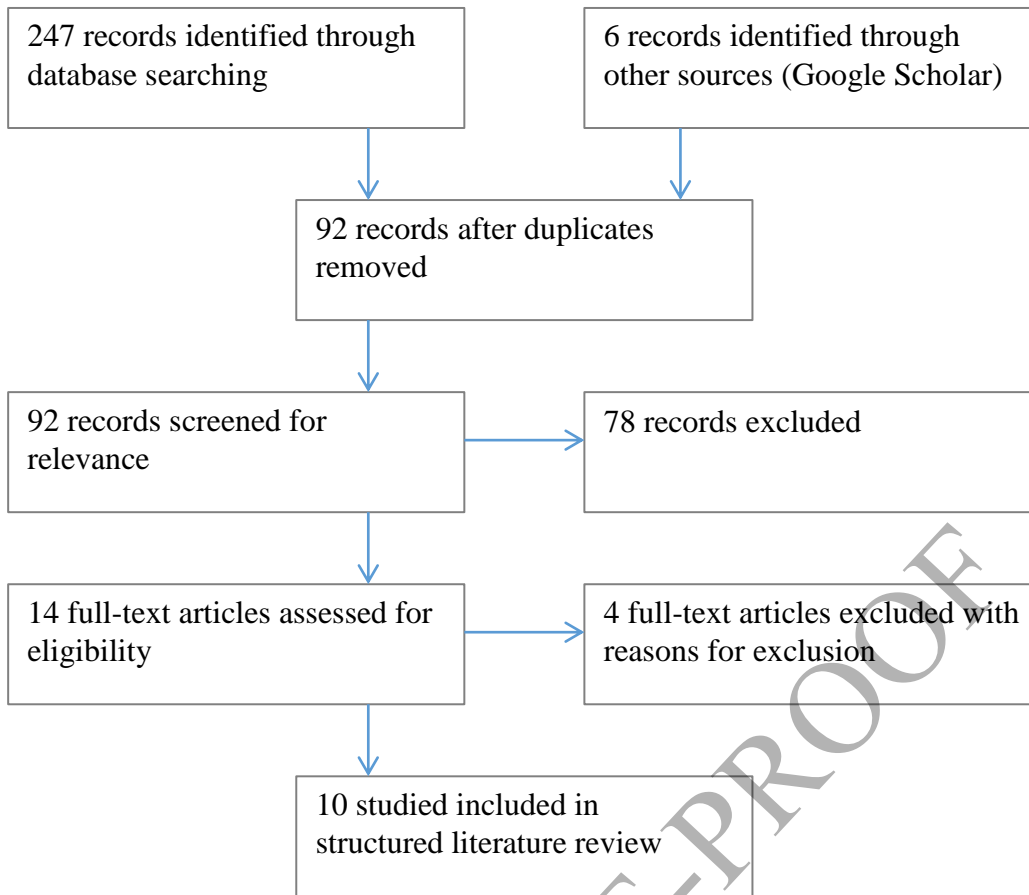 247 records identified through
database searching
6 records identified through
other sources (Google Scholar)
92 records after duplicates
removed
92 records screened for
relevance
78 records excluded
14 full-text articles assessed for
eligibility
4 full-text articles excluded with
reasons for exclusion
10 studied included in
structured literature review
E-PROOF